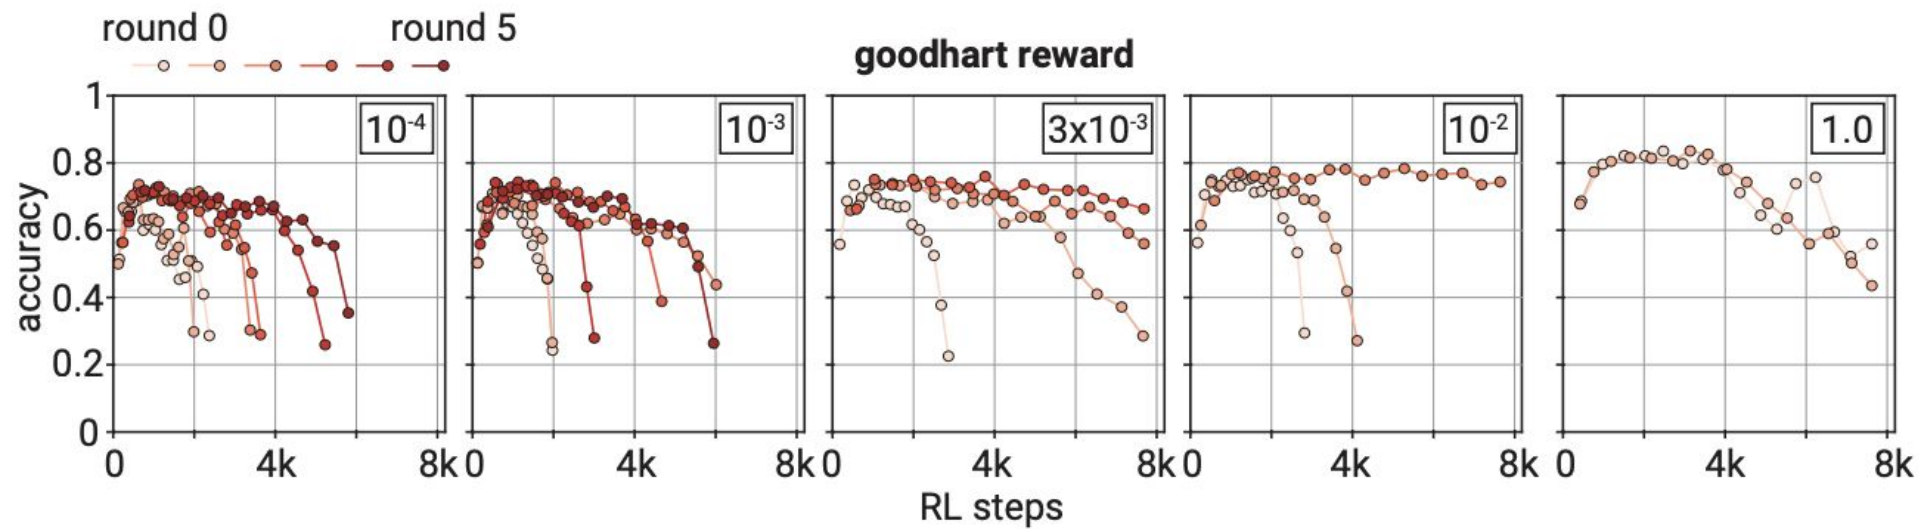 round 0 round 5
goodhart reward
10⁻⁴ 10⁻³ 3x10⁻³ 10⁻² 1.0
accuracy
1
0.8
0.6
0.4
0.2
0
0 4k 8k 0 4k 8k 0 4k 8k 0 4k 8k 0 4k 8k
RL steps